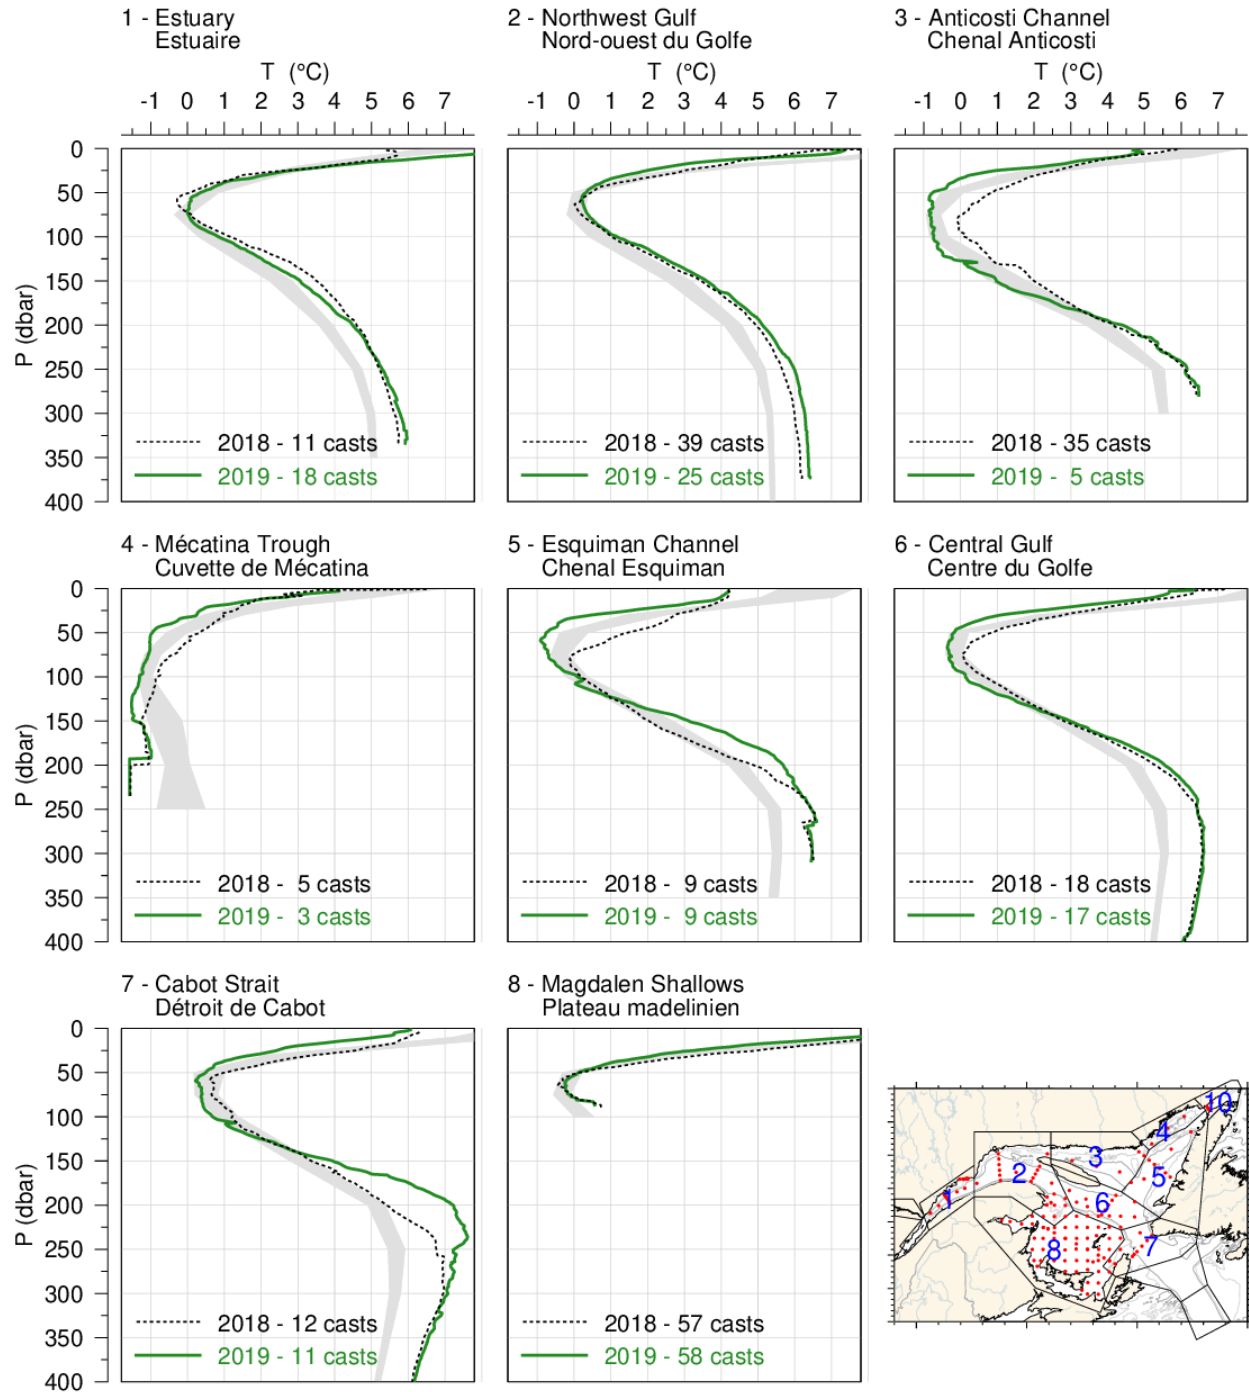 1 - Estuary
Estuaire
T (°C)
-1 0 1 2 3 4 5 6 7
2 - Northwest Gulf
Nord-ouest du Golfe
T (°C)
-1 0 1 2 3 4 5 6 7
3 - Anticosti Channel
Chenal Anticosti
T (°C)
-1 0 1 2 3 4 5 6 7
P (dbar)
0
50
100
150
200
250
300
350
400
2018 - 11 casts
2019 - 18 casts
2018 - 39 casts
2019 - 25 casts
2018 - 35 casts
2019 - 5 casts
4 - Mécatina Trough
Cuvette de Mécatina
5 - Esquiman Channel
Chenal Esquiman
6 - Central Gulf
Centre du Golfe
P (dbar)
0
50
100
150
200
250
300
350
400
2018 - 5 casts
2019 - 3 casts
2018 - 9 casts
2019 - 9 casts
2018 - 18 casts
2019 - 17 casts
7 - Cabot Strait
Détroit de Cabot
8 - Magdalen Shallows
Plateau madelinien
P (dbar)
0
50
100
150
200
250
300
350
400
2018 - 12 casts
2019 - 11 casts
2018 - 57 casts
2019 - 58 casts
10
4
3
2
5
1
6
7
8